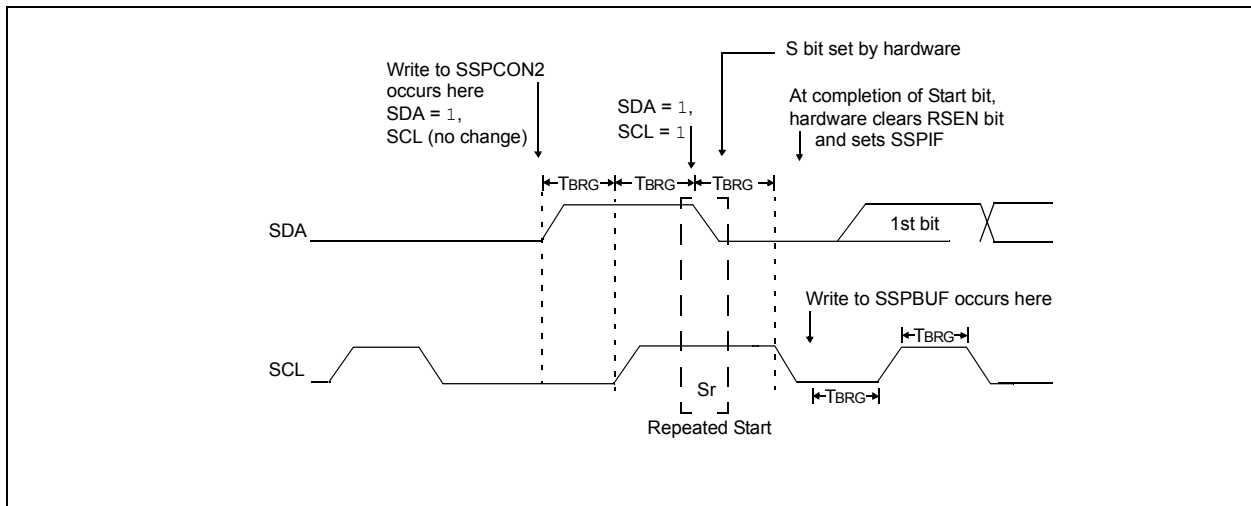 S bit set by hardware
Write to SSPCON2
occurs here
SDA = 1,
SCL (no change)
SDA = 1,
SCL = 1
At completion of Start bit,
hardware clears RSEN bit
and sets SSPIF
TBRG
TBRG
TBRG
SDA
1st bit
Write to SSPBUF occurs here
TBRG
SCL
Sr
TBRG
Repeated Start